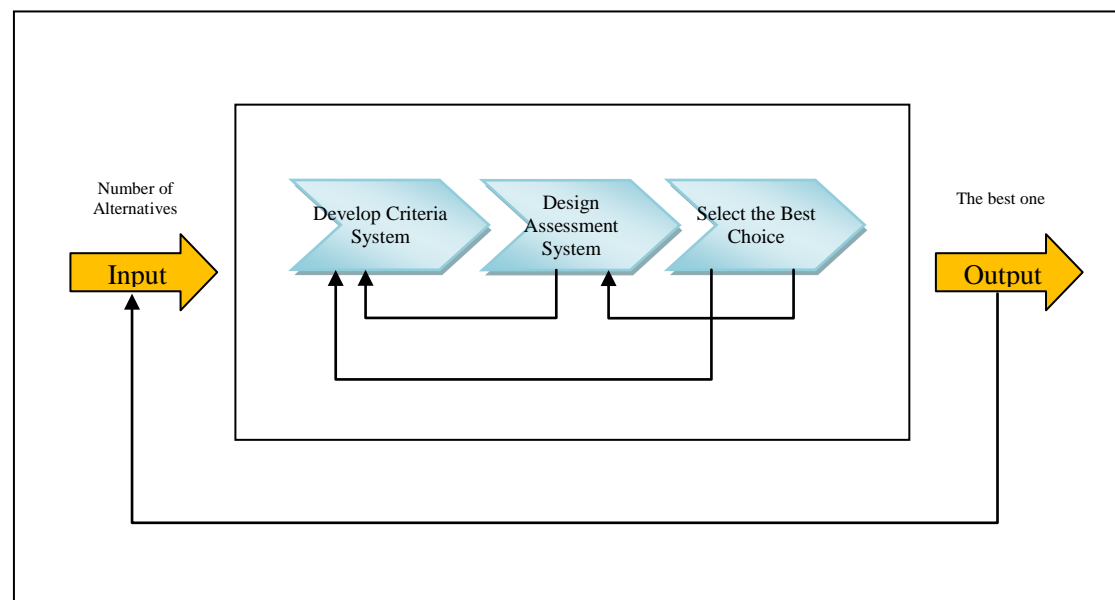 Number of
Alternatives
Input
Develop Criteria
System
Design
Assessment
System
Select the Best
Choice
The best one
Output